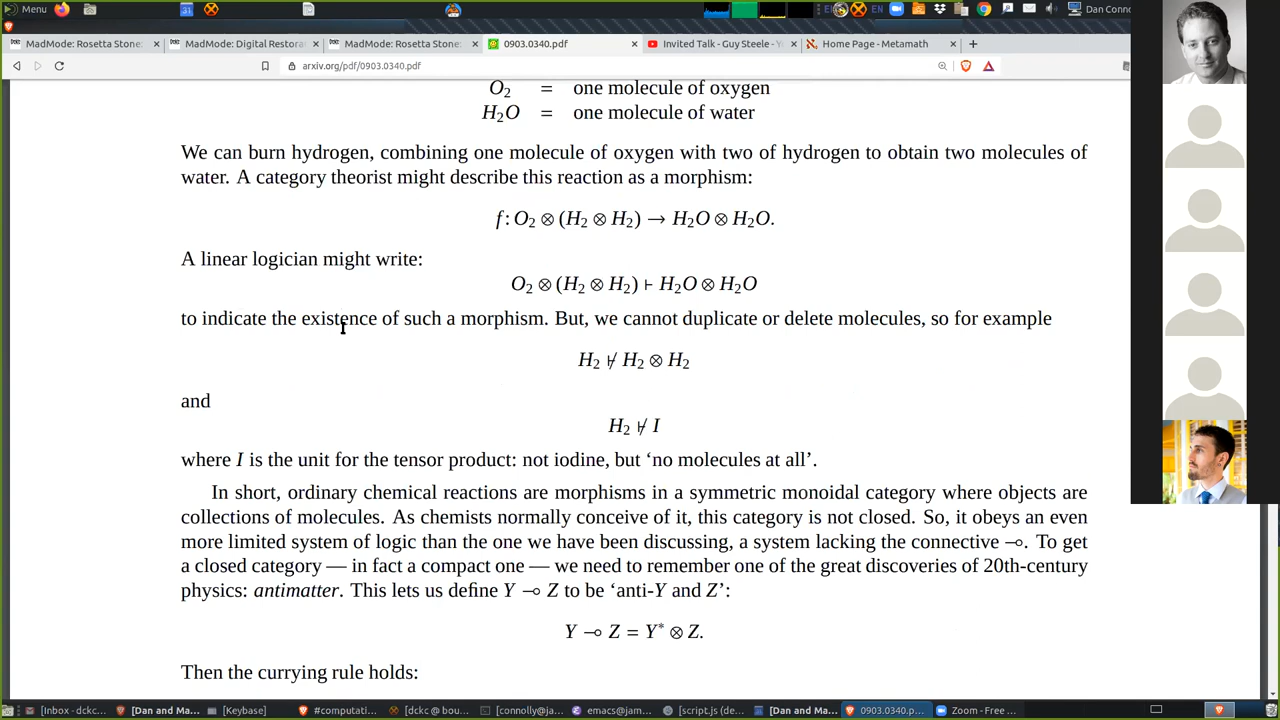 Menu
EN
EN
Dan Conno
MadMode: Rosetta Stone:
MadMode: Digital Restora
MadMode: Rosetta Stone:
0903.0340.pdf
Invited Talk - Guy Steele - Y
Home Page - Metamath
arxiv.org/pdf/0903.0340.pdf
O₂ = one molecule of oxygen
H₂O = one molecule of water
We can burn hydrogen, combining one molecule of oxygen with two of hydrogen to obtain two molecules of
water. A category theorist might describe this reaction as a morphism:
f: O₂ ⊗ (H₂ ⊗ H₂) → H₂O ⊗ H₂O.
A linear logician might write:
O₂ ⊗ (H₂ ⊗ H₂) ⊢ H₂O ⊗ H₂O
to indicate the existence of such a morphism. But, we cannot duplicate or delete molecules, so for example
H₂ ⊬ H₂ ⊗ H₂
and
H₂ ⊬ I
where I is the unit for the tensor product: not iodine, but ‘no molecules at all’.
In short, ordinary chemical reactions are morphisms in a symmetric monoidal category where objects are
collections of molecules. As chemists normally conceive of it, this category is not closed. So, it obeys an even
more limited system of logic than the one we have been discussing, a system lacking the connective ⊸. To get
a closed category — in fact a compact one — we need to remember one of the great discoveries of 20th-century
physics: antimatter. This lets us define Y ⊸ Z to be ‘anti-Y and Z’:
Y ⊸ Z = Y* ⊗ Z.
Then the currying rule holds:
[Inbox - dckc...
[Dan and Ma...
[Keybase]
#computati...
[dckc @ bou...
[connolly@ja...
emacs@jam...
[script.js (de...
[Dan and Ma...
0903.0340.p...
Zoom - Free ...